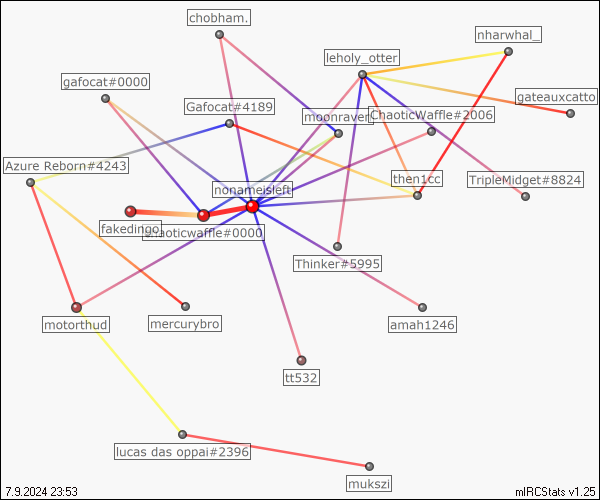 chobham.
nharwhal_
leholy_otter
gafocat#0000
gateauxcatto
Gafocat#4189
moonraven
ChaoticWaffle#2006
Azure Reborn#4243
then1cc
TripleMidget#8824
nonameisleft
fakedingo
chaoticwaffle#0000
Thinker#5995
motorthud
mercurybro
amah1246
tt532
lucas das oppai#2396
mukszi
7.9.2024 23:53
mIRCStats v1.25